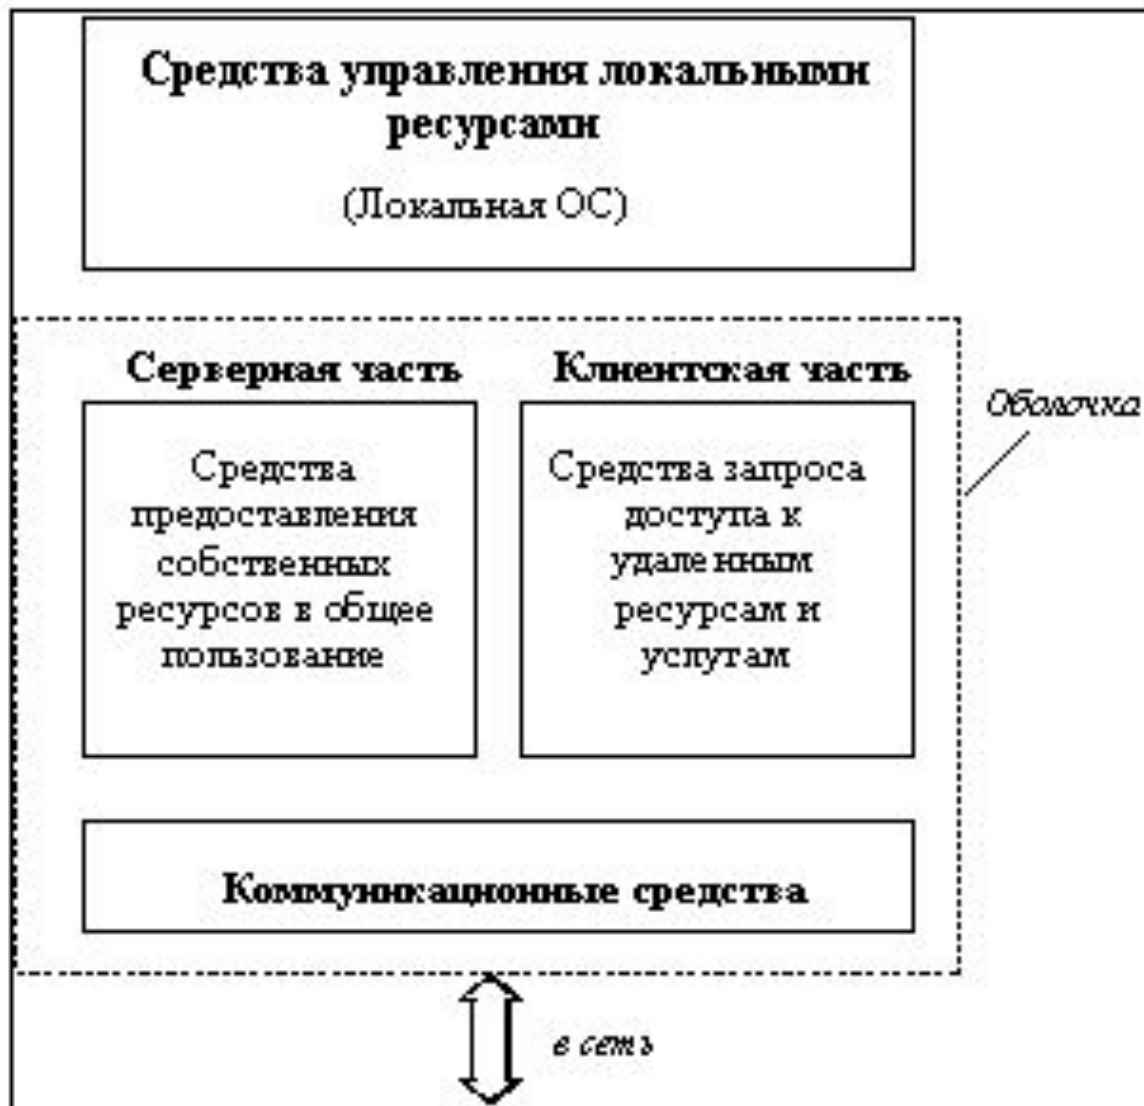 Средства управления локальными
ресурсами
(Локальная ОС)
Серверная часть
Клиентская часть
Оболочка
Средства
предоставления
собственных
ресурсов в общее
пользование
Средства запроса
доступа к
удаленным
ресурсам и
услугам
Коммуникационные средства
в сеть